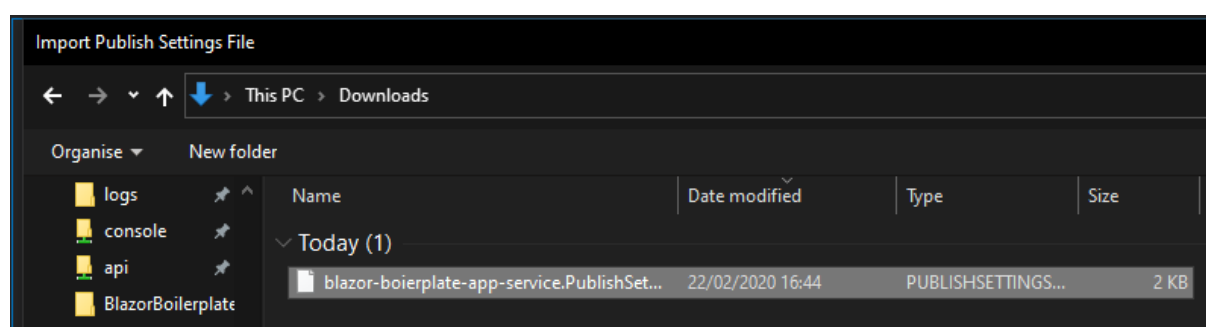 Import Publish Settings File
This PC > Downloads
Organise New folder
logs
console
api
BlazorBoilerplate
Name Date modified Type Size
Today (1)
blazor-boierplate-app-service.PublishSet... 22/02/2020 16:44 PUBLISHSETTINGS... 2 KB